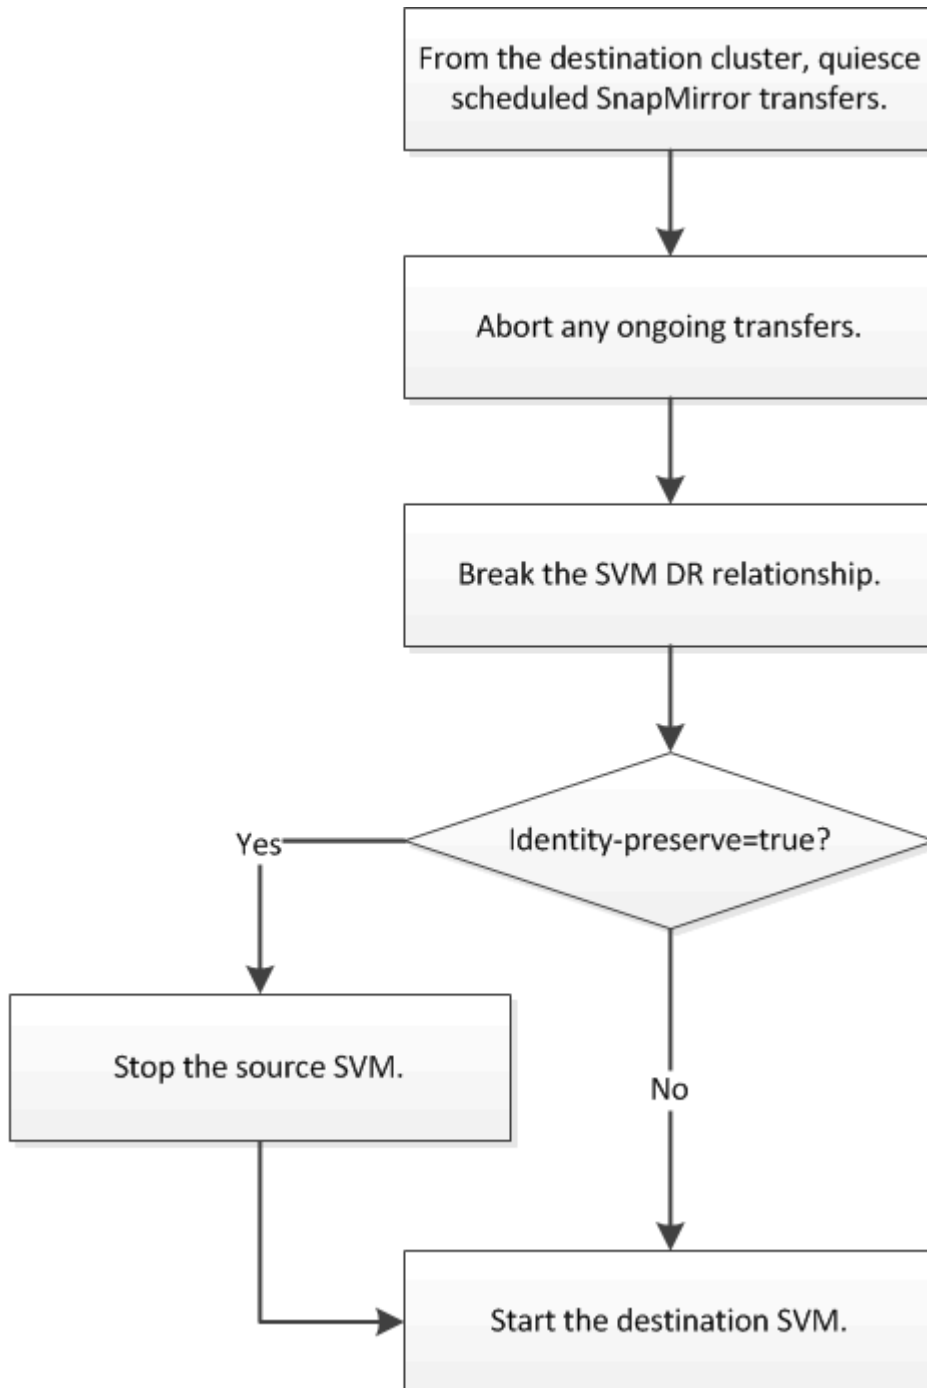 From the destination cluster, quiesce
scheduled SnapMirror transfers.
Abort any ongoing transfers.
Break the SVM DR relationship.
Identity-preserve=true?
Yes
Stop the source SVM.
No
Start the destination SVM.